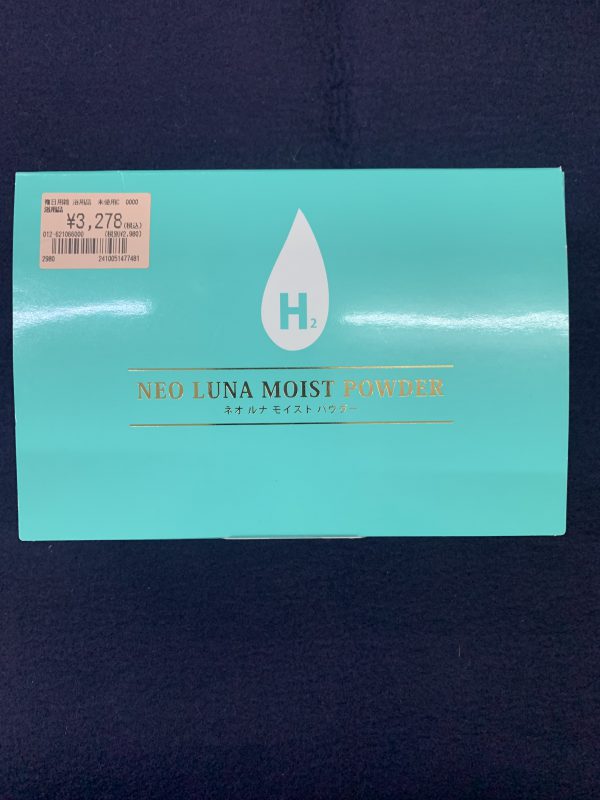 雑日用雑 浴用品 未使用C 0000
浴用品
¥3,278(税込)
012-621066000 (税別¥2,980)
2980 2410051477481
H2
NEO LUNA MOIST POWDER
ネオ ルナ モイスト パウダー